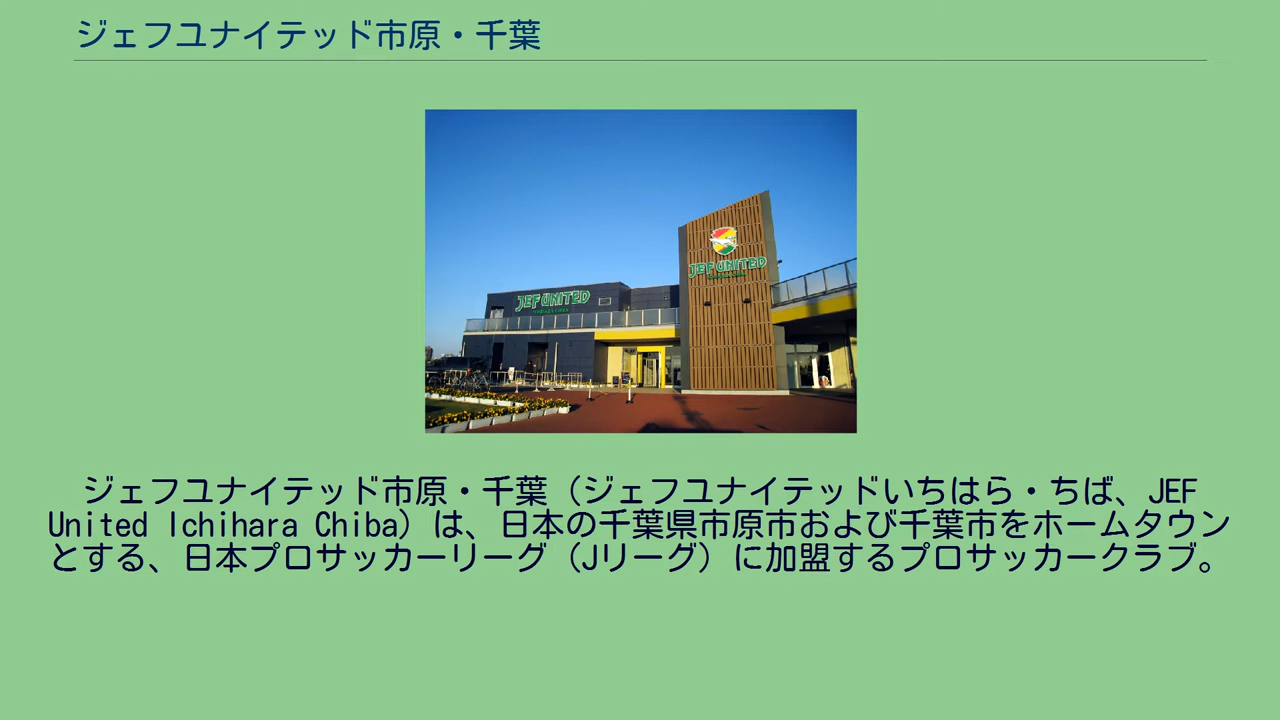 ジェフユナイテッド市原・千葉
JEF UNITED
JEF UNITED
ジェフユナイテッド市原・千葉（ジェフユナイテッドいちはら・ちば、JEF
United Ichihara Chiba）は、日本の千葉県市原市および千葉市をホームタウン
とする、日本プロサッカーリーグ（Jリーグ）に加盟するプロサッカークラブ。